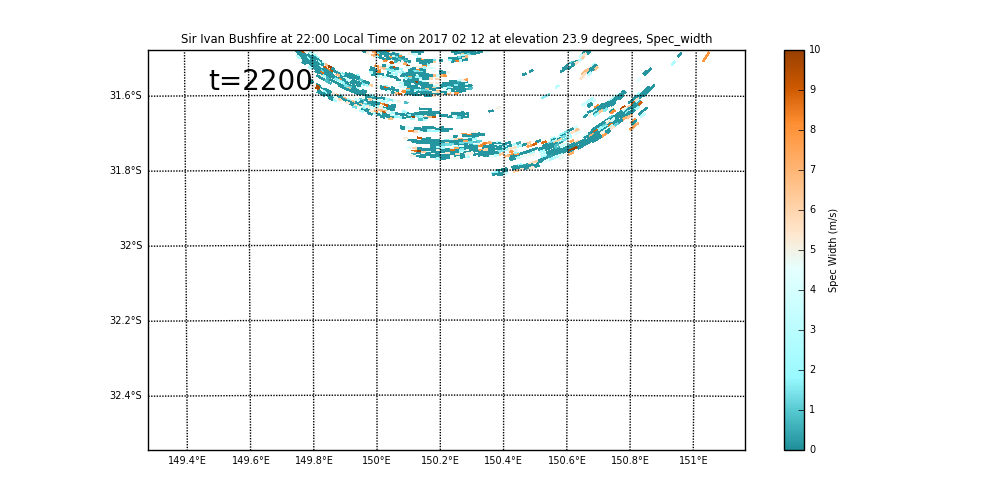 Sir Ivan Bushfire at 22:00 Local Time on 2017 02 12 at elevation 23.9 degrees, Spec_width
t=2200
31.6°S
31.8°S
32°S
32.2°S
32.4°S
149.4°E 149.6°E 149.8°E 150°E 150.2°E 150.4°E 150.6°E 150.8°E 151°E
10
9
8
7
6
5
4
3
2
1
0
Spec Width (m/s)